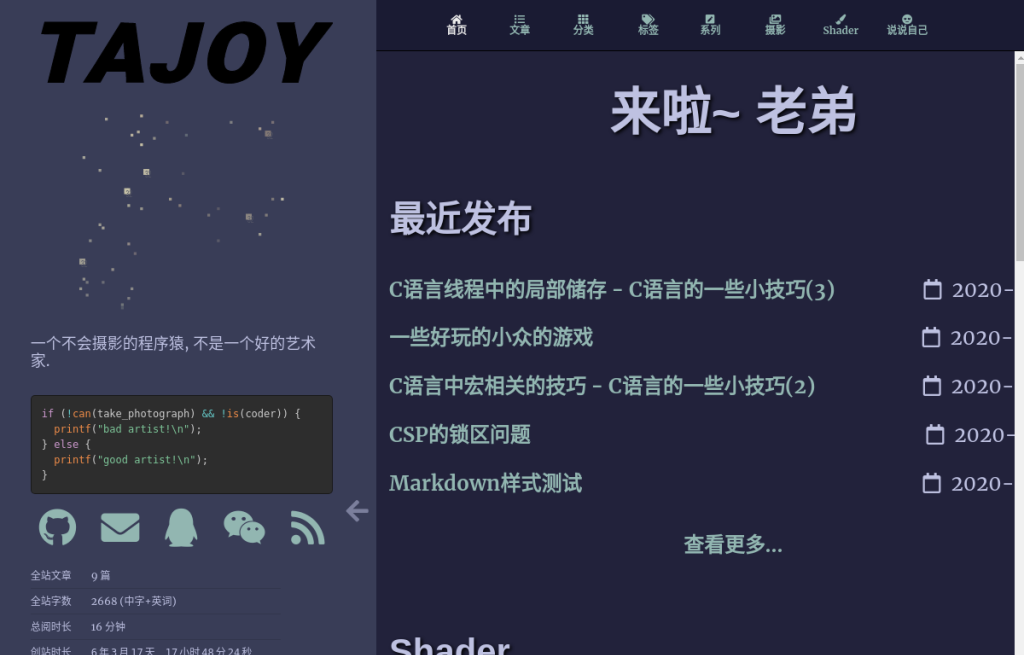 TAJOY
一个不会摄影的程序猿, 不是一个好的艺术
家.
if (!can(take_photograph) && !is(coder)) {
printf("bad artist!\n");
} else {
printf("good artist!\n");
}
全站文章 9 篇
全站字数 2668 (中字+英词)
总阅时长 16 分钟
创站时长 6 年 3 月 17 天 17 小时 48 分 24 秒
首页 文章 分类 标签 系列 摄影 Shader 说说自己
来啦~ 老弟
最近发布
C语言线程中的局部储存 - C语言的一些小技巧(3) 2020-
一些好玩的小众的游戏 2020-
C语言中宏相关的技巧 - C语言的一些小技巧(2) 2020-
CSP的锁区问题 2020-
Markdown样式测试 2020-
查看更多...
Shader